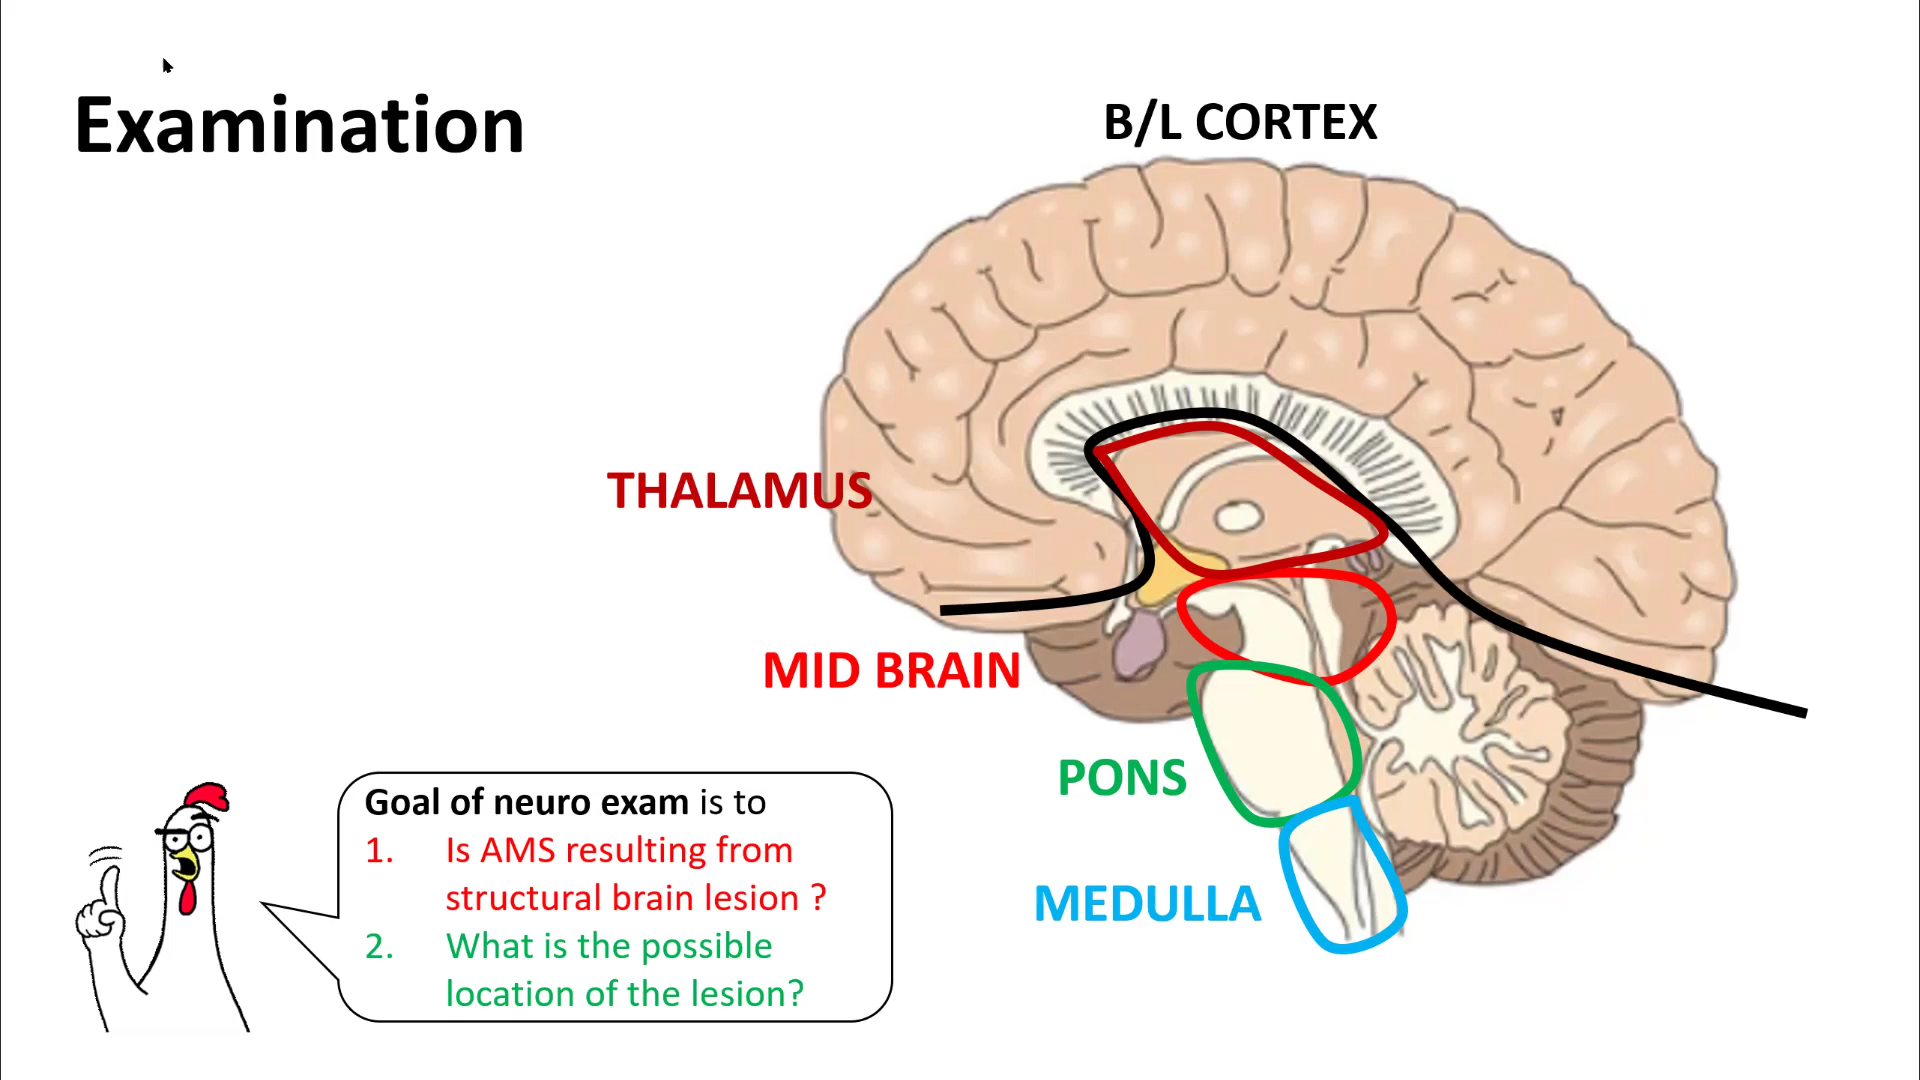 Examination
B/L CORTEX
THALAMUS
MID BRAIN
PONS
MEDULLA
Goal of neuro exam is to
1. Is AMS resulting from
structural brain lesion ?
2. What is the possible
location of the lesion?